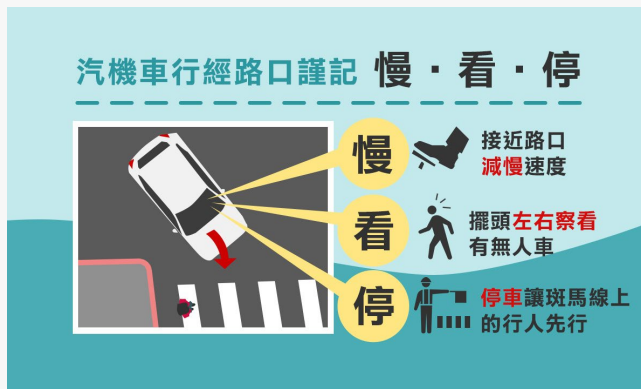 汽機車行經路口謹記 慢·看·停
慢
接近路口
減慢速度
看
擺頭左右察看
有無人車
停
停車讓斑馬線上
的行人先行